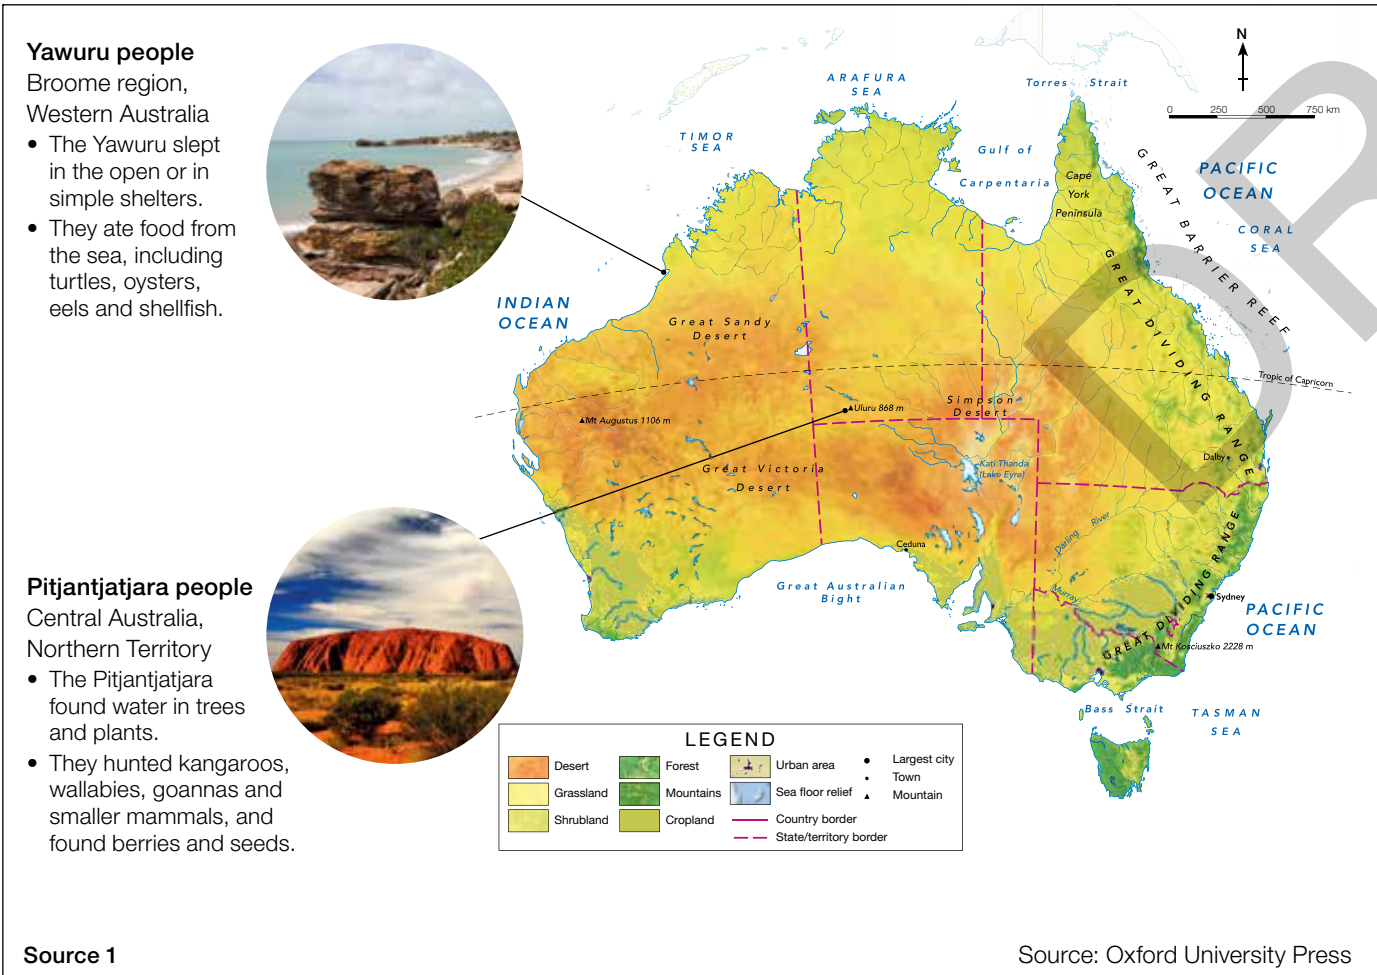 Yawuru people
Broome region,
Western Australia
• The Yawuru slept
in the open or in
simple shelters.
• They ate food from
the sea, including
turtles, oysters,
eels and shellfish.
Pitjantjatjara people
Central Australia,
Northern Territory
• The Pitjantjatjara
found water in trees
and plants.
• They hunted kangaroos,
wallabies, goannas and
smaller mammals, and
found berries and seeds.
ARAFURA
SEA
Torres Strait
N
0 250 500 750 km
TIMOR
SEA
Gulf of
Carpentaria
Cape
York
Peninsula
PACIFIC
OCEAN
CORAL
SEA
GREAT BARRIER REEF
GREAT DIVIDING RANGE
INDIAN
OCEAN
Great Sandy
Desert
Tropic of Capricorn
Mt Augustus 1106 m
Uluru 868 m
Simpson
Desert
Great Victoria
Desert
Kati Thanda
(Lake Eyre)
Dalby
Darling River
Ceduna
Murray
Great Australian
Bight
Sydney
GREAT DIVIDING RANGE
Mt Kosciuszko 2228 m
PACIFIC
OCEAN
Bass Strait
TASMAN
SEA
LEGEND
Desert
Grassland
Shrubland
Forest
Mountains
Cropland
Urban area
Sea floor relief
Country border
State/territory border
Largest city
Town
Mountain
Source 1
Source: Oxford University Press
DR